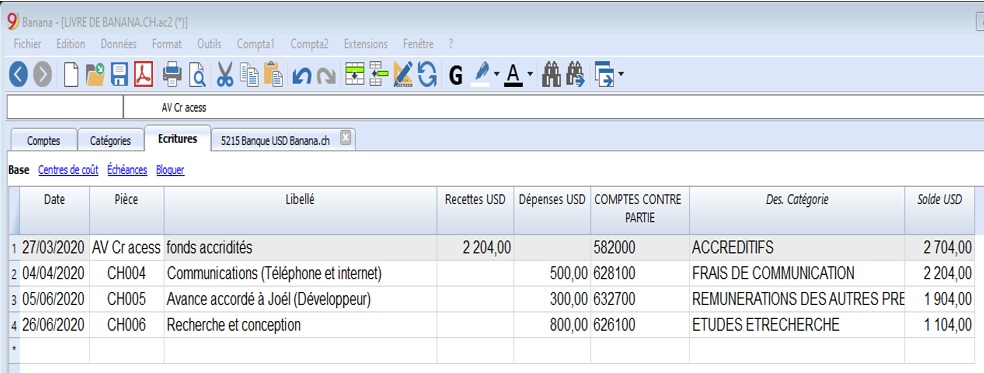 Banana - [LIVRE DE BANANA.CH.ac2 (*)]
Fichier Edition Données Format Outils Compta1 Compta2 Extensions Fenêtre ?
G A
AV Cr acess
Comptes Catégories Ecritures 5215 Banque USD Banana.ch
Base Centres de coût Échéances Bloquer
Date Pièce Libellé Recettes USD Dépenses USD COMPTES CONTRE PARTIE Des. Catégorie Solde USD
1 27/03/2020 AV Cr acess fonds accridités 2 204,00 582000 ACCREDITIFS 2 704,00
2 04/04/2020 CH004 Communications (Téléphone et internet) 500,00 628100 FRAIS DE COMMUNICATION 2 204,00
3 05/06/2020 CH005 Avance accordé à Joél (Développeur) 300,00 632700 REMUNERATIONS DES AUTRES PRE 1 904,00
4 26/06/2020 CH006 Recherche et conception 800,00 626100 ETUDES ETRECHERCHE 1 104,00
*